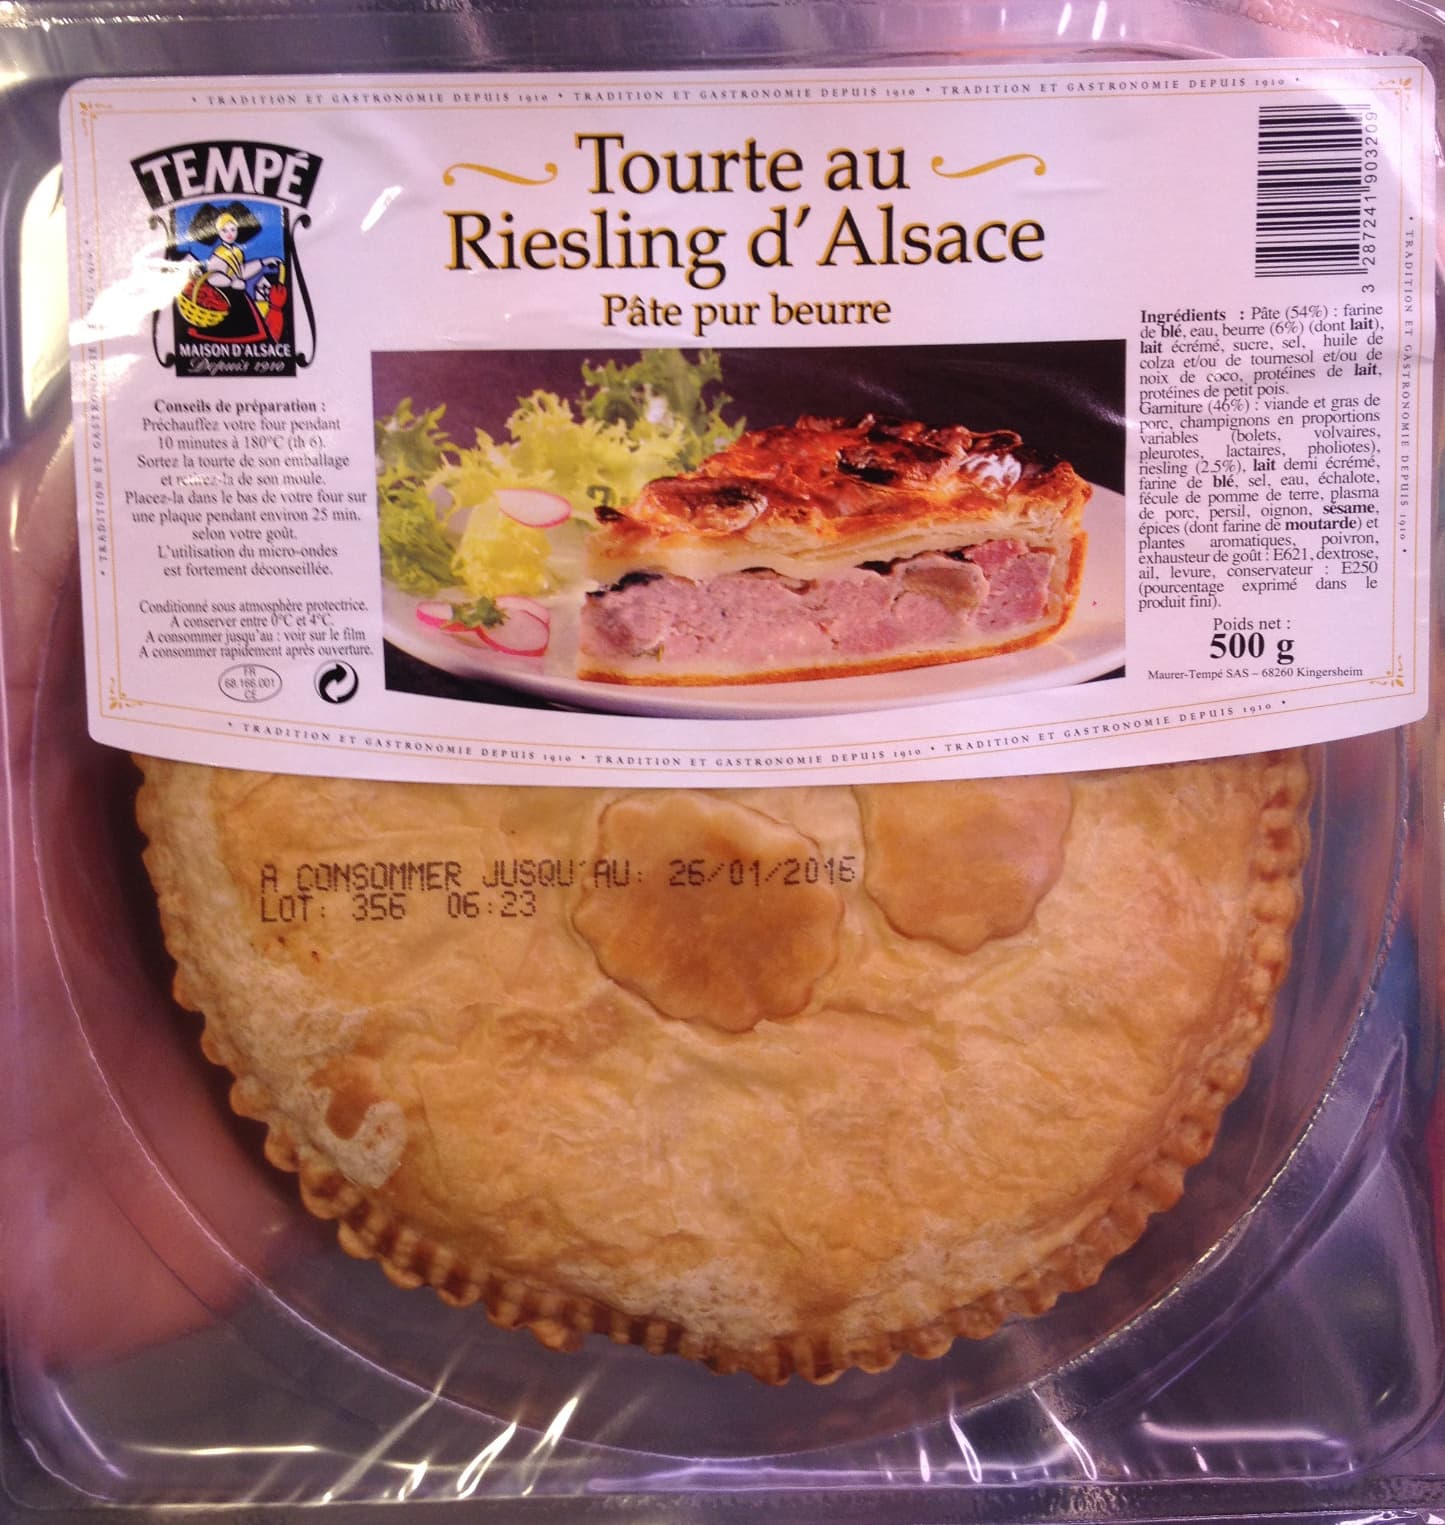 • TRADITION ET GASTRONOMIE DEPUIS 1910 • TRADITION ET GASTRONOMIE DEPUIS 1910 • TRADITION ET GASTRONOMIE DEPUIS 1910 •
TEMPÉ
MAISON D'ALSACE
Depuis 1910
Tourte au
Riesling d'Alsace
Pâte pur beurre
Conseils de préparation :
Préchauffez votre four pendant
10 minutes à 180°C (th 6).
Sortez la tourte de son emballage
et retirez-la de son moule.
Placez-la dans le bas de votre four sur
une plaque pendant environ 25 min.
selon votre goût.
L'utilisation du micro-ondes
est fortement déconseillée.
Conditionné sous atmosphère protectrice.
A conserver entre 0°C et 4°C.
A consommer jusqu'au : voir sur le film
A consommer rapidement après ouverture.
FR
68.166.001
CE
3 287241 903209
Ingrédients : Pâte (54%) : farine
de blé, eau, beurre (6%) (dont lait),
lait écrémé, sucre, sel, huile de
colza et/ou de tournesol et/ou de
noix de coco, protéines de lait,
protéines de petit pois.
Garniture (46%) : viande et gras de
porc, champignons en proportions
variables (bolets, volvaires,
pleurotes, lactaires, pholiotes),
riesling (2.5%), lait demi écrémé,
farine de blé, sel, eau, échalote,
fécule de pomme de terre, plasma
de porc, persil, oignon, sésame,
épices (dont farine de moutarde) et
plantes aromatiques, poivron,
exhausteur de goût : E621, dextrose,
ail, levure, conservateur : E250
(pourcentage exprimé dans le
produit fini).
Poids net :
500 g
Maurer-Tempé SAS – 68260 Kingersheim
• TRADITION ET GASTRONOMIE DEPUIS 1910 •
• TRADITION ET GASTRONOMIE
• TRADITION ET GASTRONOMIE DEPUIS 1910 • TRADITION ET GASTRONOMIE DEPUIS 1910 • TRADITION ET GASTRONOMIE DEPUIS 1910 •
A CONSOMMER JUSQU'AU: 26/01/2016
LOT: 356 06:23